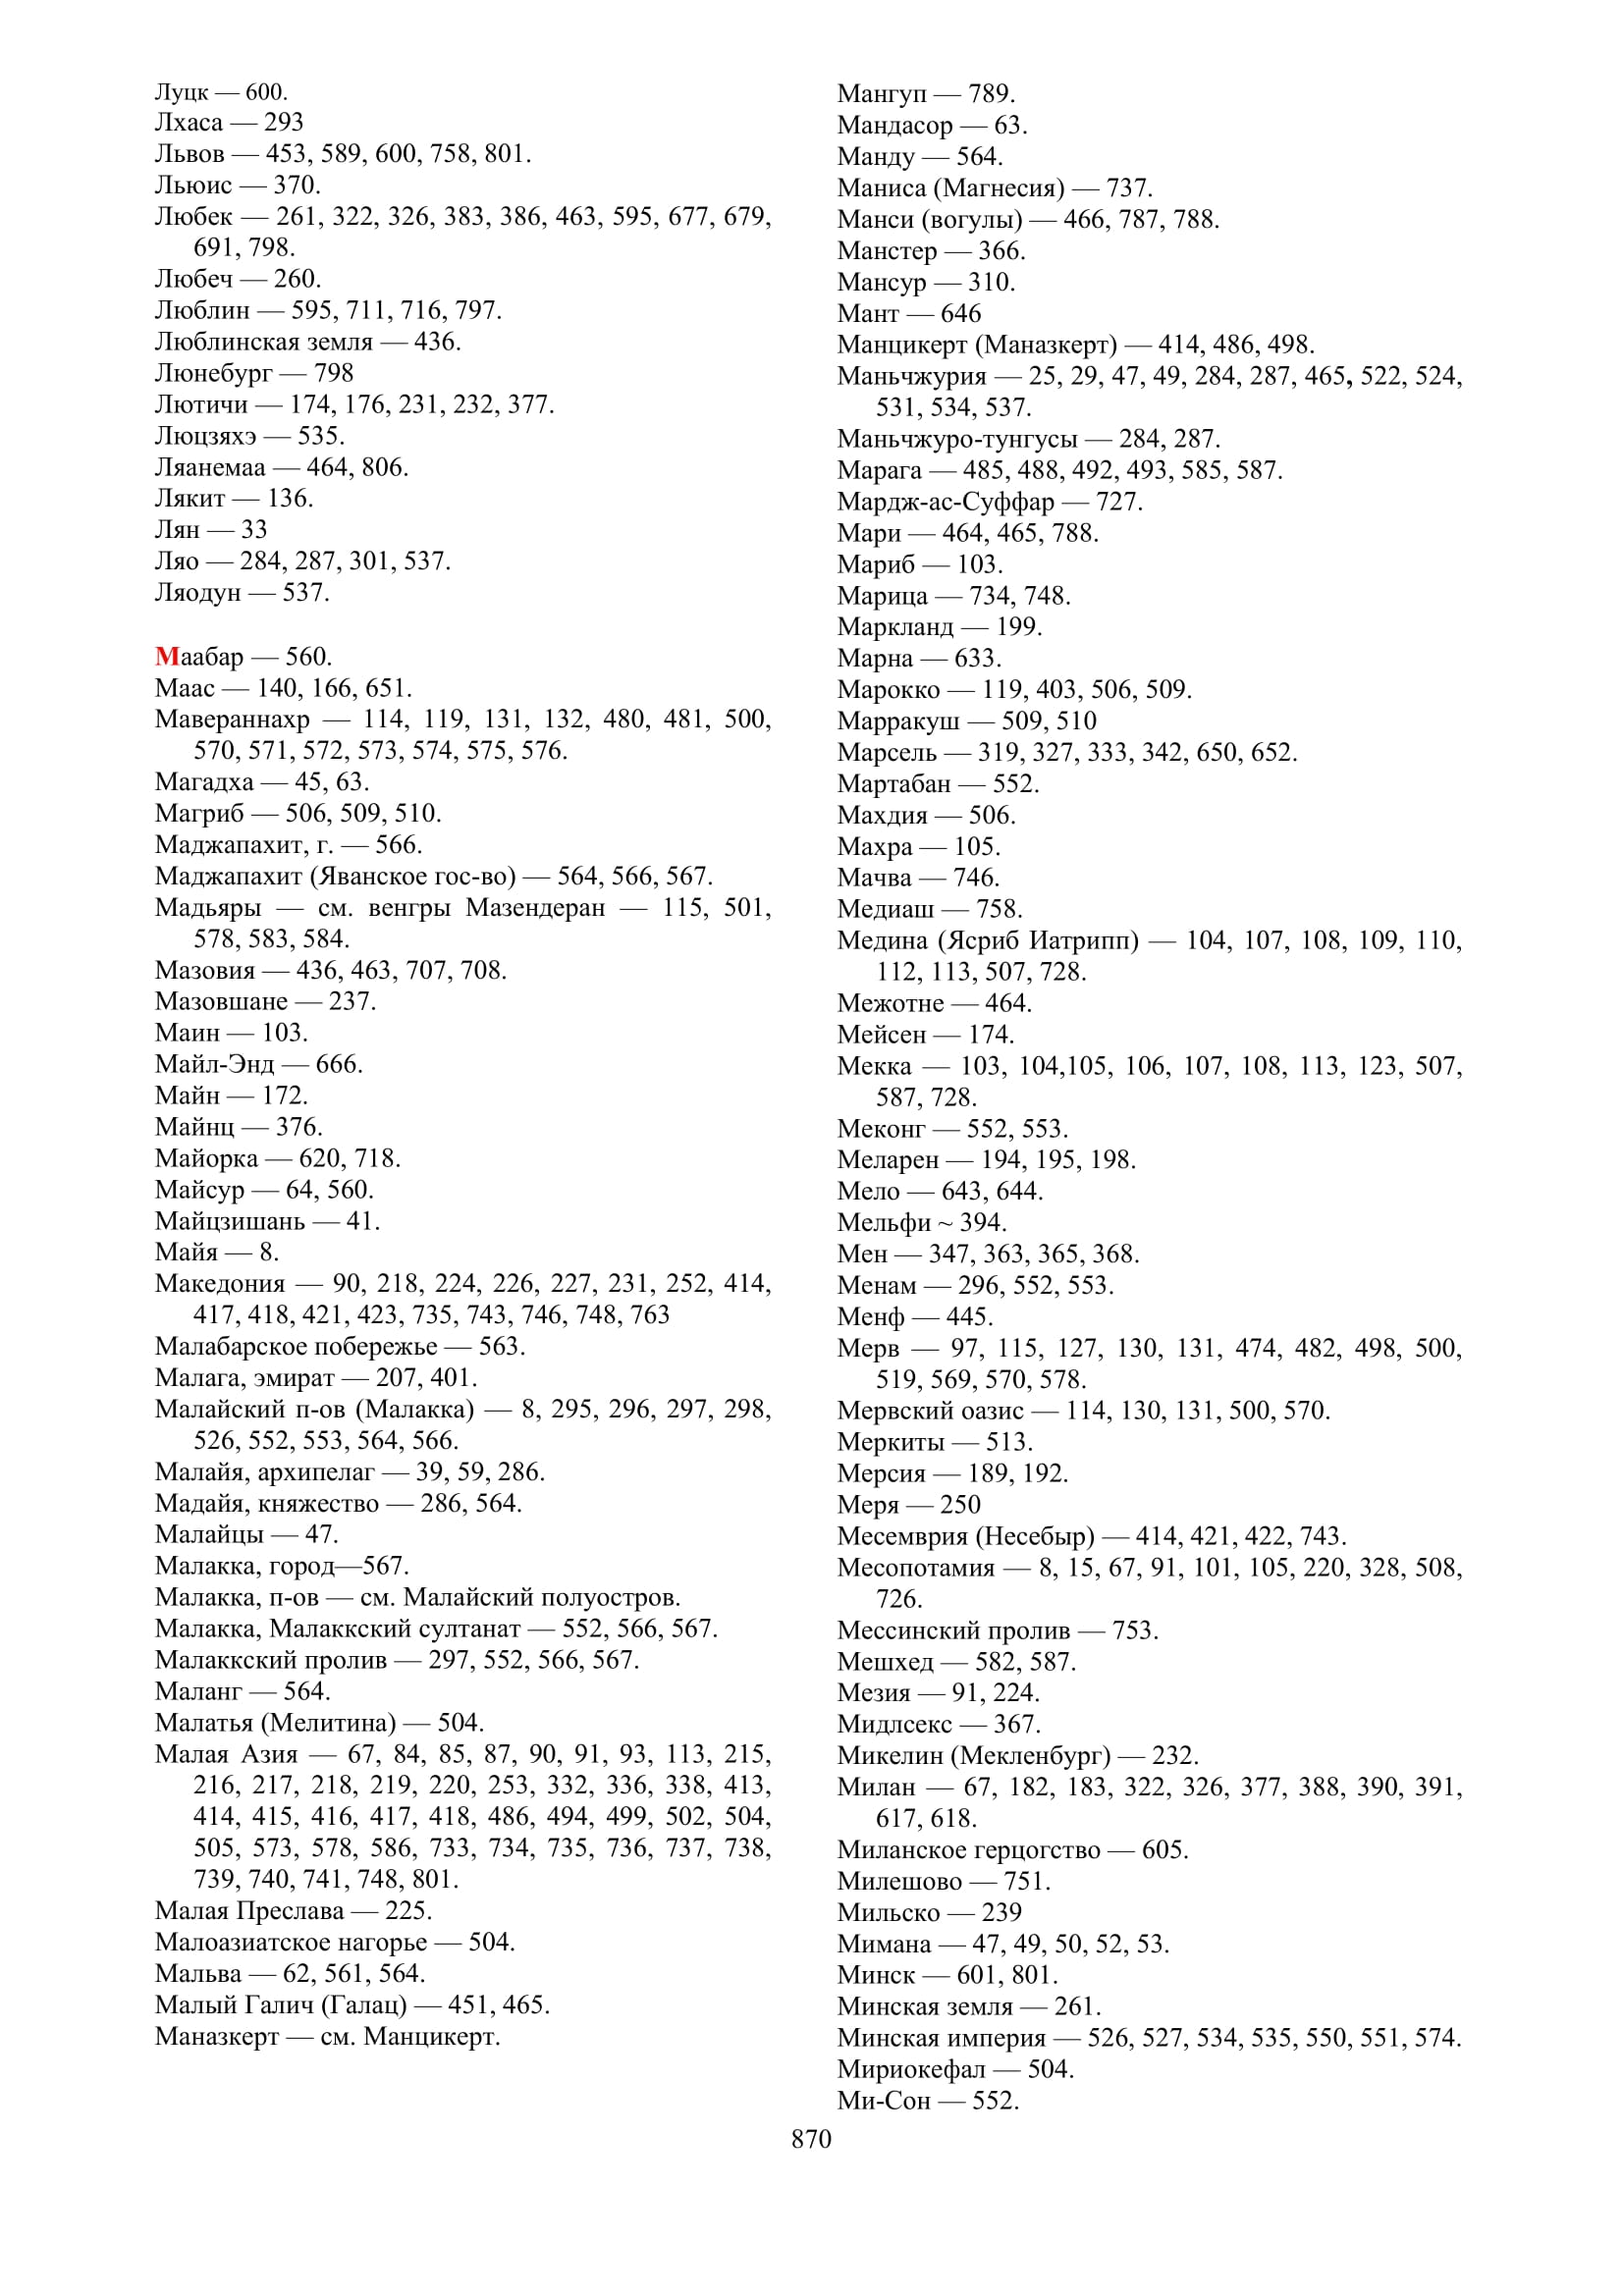 Луцк — 600.
Лхаса — 293
Львов — 453, 589, 600, 758, 801.
Льюис — 370.
Любек — 261, 322, 326, 383, 386, 463, 595, 677, 679,
691, 798.
Любеч — 260.
Люблин — 595, 711, 716, 797.
Люблинская земля — 436.
Люнебург — 798
Лютичи — 174, 176, 231, 232, 377.
Люцзяхэ — 535.
Ляанемаа — 464, 806.
Лякит — 136.
Лян — 33
Ляо — 284, 287, 301, 537.
Ляодун — 537.
Маабар — 560.
Маас — 140, 166, 651.
Мавераннахр — 114, 119, 131, 132, 480, 481, 500,
570, 571, 572, 573, 574, 575, 576.
Магадха — 45, 63.
Магриб — 506, 509, 510.
Маджапахит, г. — 566.
Маджапахит (Яванское гос-во) — 564, 566, 567.
Мадьяры — см. венгры Мазендеран — 115, 501,
578, 583, 584.
Мазовия — 436, 463, 707, 708.
Мазовшане — 237.
Маин — 103.
Майл-Энд — 666.
Майн — 172.
Майнц — 376.
Майорка — 620, 718.
Майсур — 64, 560.
Майцзишань — 41.
Майя — 8.
Македония — 90, 218, 224, 226, 227, 231, 252, 414,
417, 418, 421, 423, 735, 743, 746, 748, 763
Малабарское побережье — 563.
Малага, эмират — 207, 401.
Малайский п-ов (Малакка) — 8, 295, 296, 297, 298,
526, 552, 553, 564, 566.
Малайя, архипелаг — 39, 59, 286.
Мадайя, княжество — 286, 564.
Малайцы — 47.
Малакка, город—567.
Малакка, п-ов — см. Малайский полуостров.
Малакка, Малаккский султанат — 552, 566, 567.
Малаккский пролив — 297, 552, 566, 567.
Маланг — 564.
Малатья (Мелитина) — 504.
Малая Азия — 67, 84, 85, 87, 90, 91, 93, 113, 215,
216, 217, 218, 219, 220, 253, 332, 336, 338, 413,
414, 415, 416, 417, 418, 486, 494, 499, 502, 504,
505, 573, 578, 586, 733, 734, 735, 736, 737, 738,
739, 740, 741, 748, 801.
Малая Преслава — 225.
Малоазиатское нагорье — 504.
Мальва — 62, 561, 564.
Малый Галич (Галац) — 451, 465.
Маназкерт — см. Манцикерт.
Мангуп — 789.
Мандасор — 63.
Манду — 564.
Маниса (Магнесия) — 737.
Манси (вогулы) — 466, 787, 788.
Манстер — 366.
Мансур — 310.
Мант — 646
Манцикерт (Маназкерт) — 414, 486, 498.
Маньчжурия — 25, 29, 47, 49, 284, 287, 465, 522, 524,
531, 534, 537.
Маньчжуро-тунгусы — 284, 287.
Марага — 485, 488, 492, 493, 585, 587.
Мардж-ас-Суффар — 727.
Мари — 464, 465, 788.
Мариб — 103.
Марица — 734, 748.
Маркланд — 199.
Марна — 633.
Марокко — 119, 403, 506, 509.
Марракуш — 509, 510
Марсель — 319, 327, 333, 342, 650, 652.
Мартабан — 552.
Махдия — 506.
Махра — 105.
Мачва — 746.
Медиаш — 758.
Медина (Ясриб Иатрипп) — 104, 107, 108, 109, 110,
112, 113, 507, 728.
Межотне — 464.
Мейсен — 174.
Мекка — 103, 104,105, 106, 107, 108, 113, 123, 507,
587, 728.
Меконг — 552, 553.
Меларен — 194, 195, 198.
Мело — 643, 644.
Мельфи ~ 394.
Мен — 347, 363, 365, 368.
Менам — 296, 552, 553.
Менф — 445.
Мерв — 97, 115, 127, 130, 131, 474, 482, 498, 500,
519, 569, 570, 578.
Мервский оазис — 114, 130, 131, 500, 570.
Меркиты — 513.
Мерсия — 189, 192.
Меря — 250
Месемврия (Несебыр) — 414, 421, 422, 743.
Месопотамия — 8, 15, 67, 91, 101, 105, 220, 328, 508,
726.
Мессинский пролив — 753.
Мешхед — 582, 587.
Мезия — 91, 224.
Мидлсекс — 367.
Микелин (Мекленбург) — 232.
Милан — 67, 182, 183, 322, 326, 377, 388, 390, 391,
617, 618.
Миланское герцогство — 605.
Милешово — 751.
Мильско — 239
Мимана — 47, 49, 50, 52, 53.
Минск — 601, 801.
Минская земля — 261.
Минская империя — 526, 527, 534, 535, 550, 551, 574.
Мириокефал — 504.
Ми-Сон — 552.
870